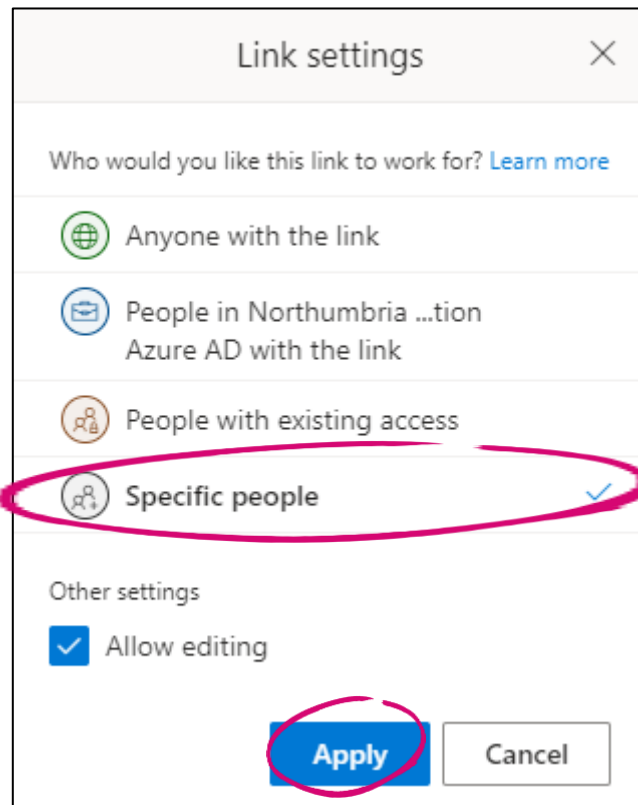 Link settings
Who would you like this link to work for? Learn more
Anyone with the link
People in Northumbria ...tion
Azure AD with the link
People with existing access
Specific people
Other settings
Allow editing
Apply Cancel